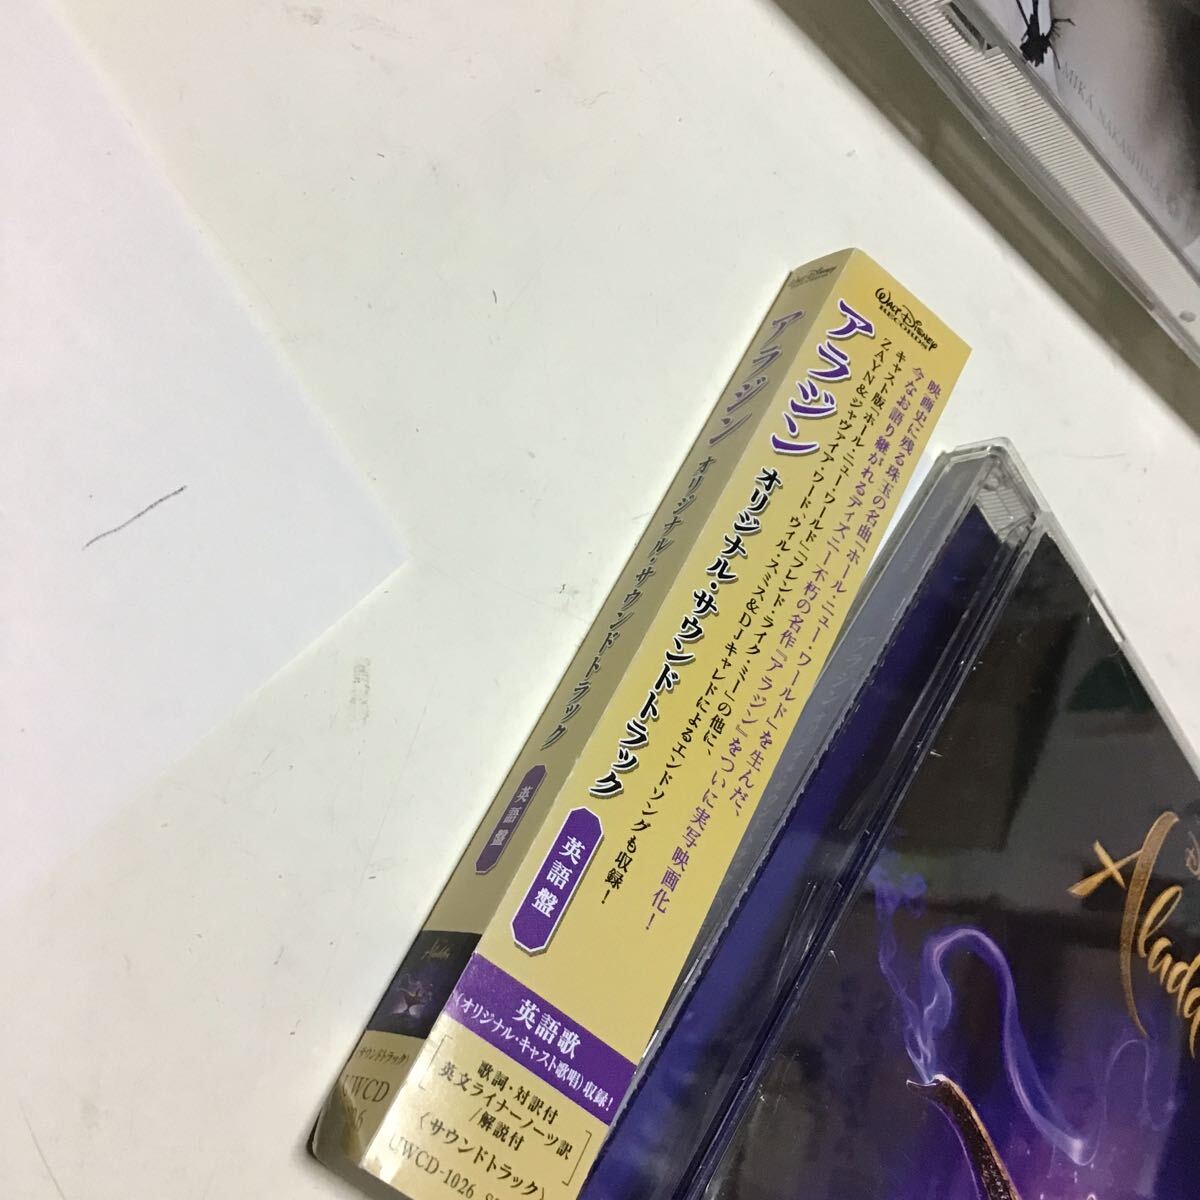 MIKA NAKASHIMA
WALT DISNEY
RECORDS
アラジン オリジナル・サウンドトラック
英語盤
映画史に残る珠玉の名曲「ホール・ニュー・ワールド」を生んだ、
今なお語り継がれるディズニー不朽の名作『アラジン』をついに実写映画化!
キャスト版「ホール・ニュー・ワールド」「フレンド・ライク・ミー」の他に、
ZAYN&ジャヴァイア・ワード、ウィル・スミス&DJキャレドによるエンドソングも収録!
英語歌
(オリジナル・キャスト歌唱)収録!
歌詞・対訳付
英文ライナーノーツ訳
/解説付
〈サウンドトラック〉
UWCD-1026
アラジン オリジナル・サウンドトラック
英語盤
Aladdin
〈サウンドトラック〉
UWCD